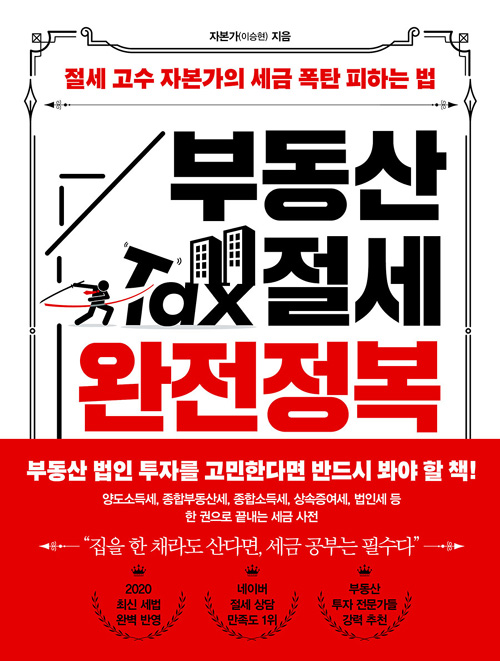 자본가(이승현) 지음
절세 고수 자본가의 세금 폭탄 피하는 법
부동산
Tax 절세
완전정복
부동산 법인 투자를 고민한다면 반드시 봐야 할 책!
양도소득세, 종합부동산세, 종합소득세, 상속증여세, 법인세 등
한 권으로 끝내는 세금 사전
“집을 한 채라도 산다면, 세금 공부는 필수다”
2020
최신 세법
완벽 반영
네이버
절세 상담
만족도 1위
부동산
투자 전문가들
강력 추천